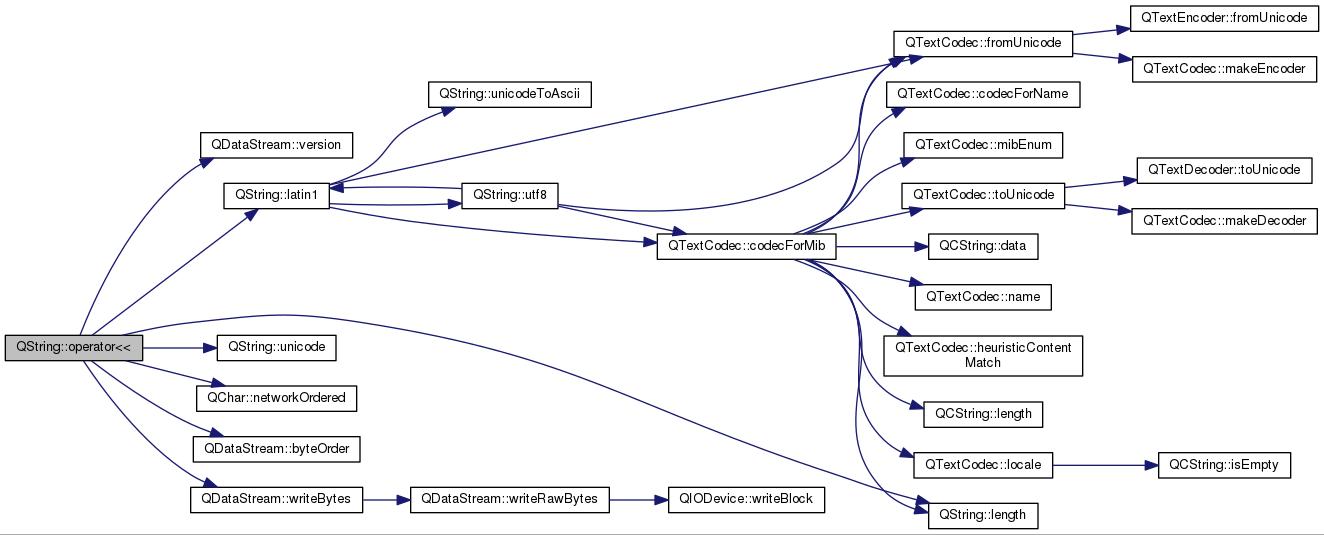 QTextEncoder::fromUnicode
QTextCodec::fromUnicode
QTextCodec::makeEncoder
QString::unicodeToAscii
QTextCodec::codecForName
QDataStream::version
QTextCodec::mibEnum
QTextDecoder::toUnicode
QString::latin1
QString::utf8
QTextCodec::toUnicode
QTextCodec::makeDecoder
QTextCodec::codecForMib
QCString::data
QTextCodec::name
QString::operator<<
QString::unicode
QTextCodec::heuristicContent
Match
QChar::networkOrdered
QCString::length
QDataStream::byteOrder
QTextCodec::locale
QCString::isEmpty
QDataStream::writeBytes
QDataStream::writeRawBytes
QIODevice::writeBlock
QString::length